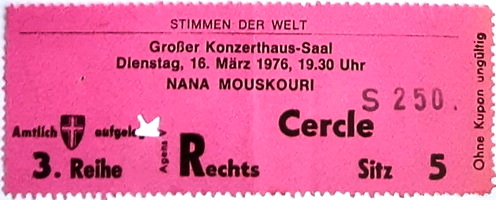 STIMMEN DER WELT
Großer Konzerthaus-Saal
Dienstag, 16. März 1976, 19.30 Uhr
NANA MOUSKOURI
S 250.
Cercle
Amtlich
3. Reihe
Rechts
Sitz 5
Ohne Kupon ungültig